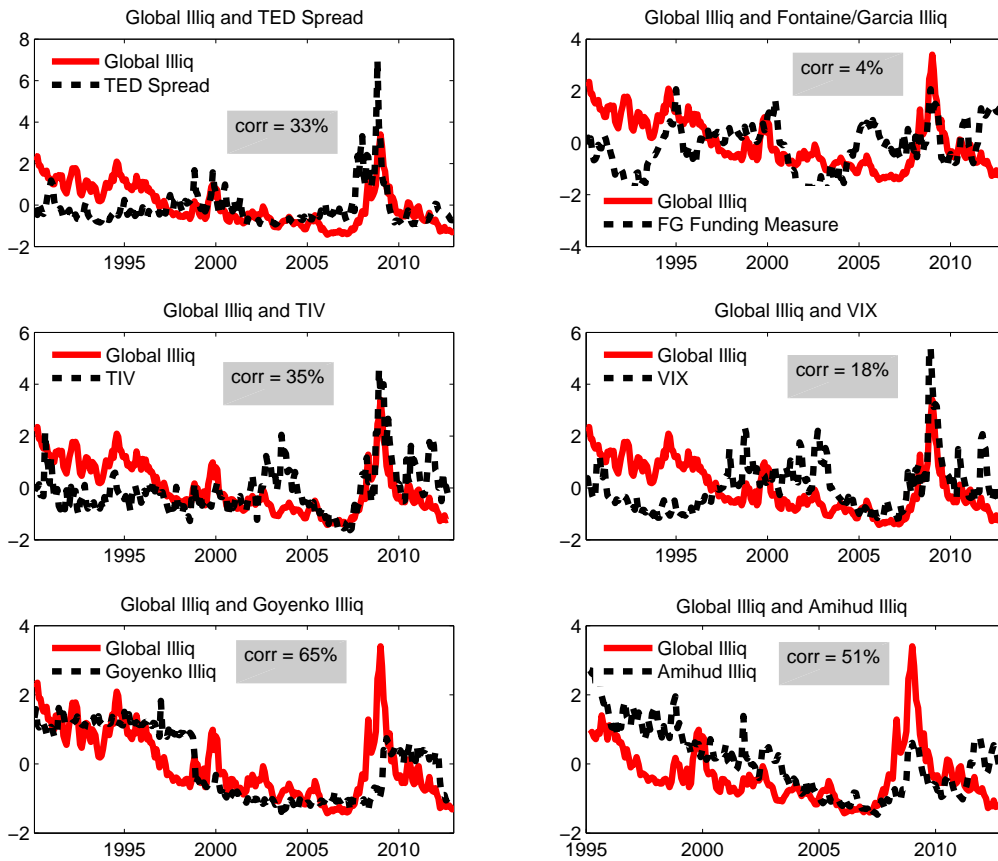 Global Illiq and TED Spread
8
6
4
2
0
−2
Global Illiq
TED Spread
corr = 33%
1995 2000 2005 2010
Global Illiq and Fontaine/Garcia Illiq
4
2
0
−2
−4
corr = 4%
Global Illiq
FG Funding Measure
1995 2000 2005 2010
Global Illiq and TIV
6
4
2
0
−2
Global Illiq
TIV
corr = 35%
1995 2000 2005 2010
Global Illiq and VIX
6
4
2
0
−2
Global Illiq
VIX
corr = 18%
1995 2000 2005 2010
Global Illiq and Goyenko Illiq
4
2
0
−2
Global Illiq
Goyenko Illiq
corr = 65%
1995 2000 2005 2010
Global Illiq and Amihud Illiq
4
2
0
−2
Global Illiq
Amihud Illiq
corr = 51%
1995 2000 2005 2010